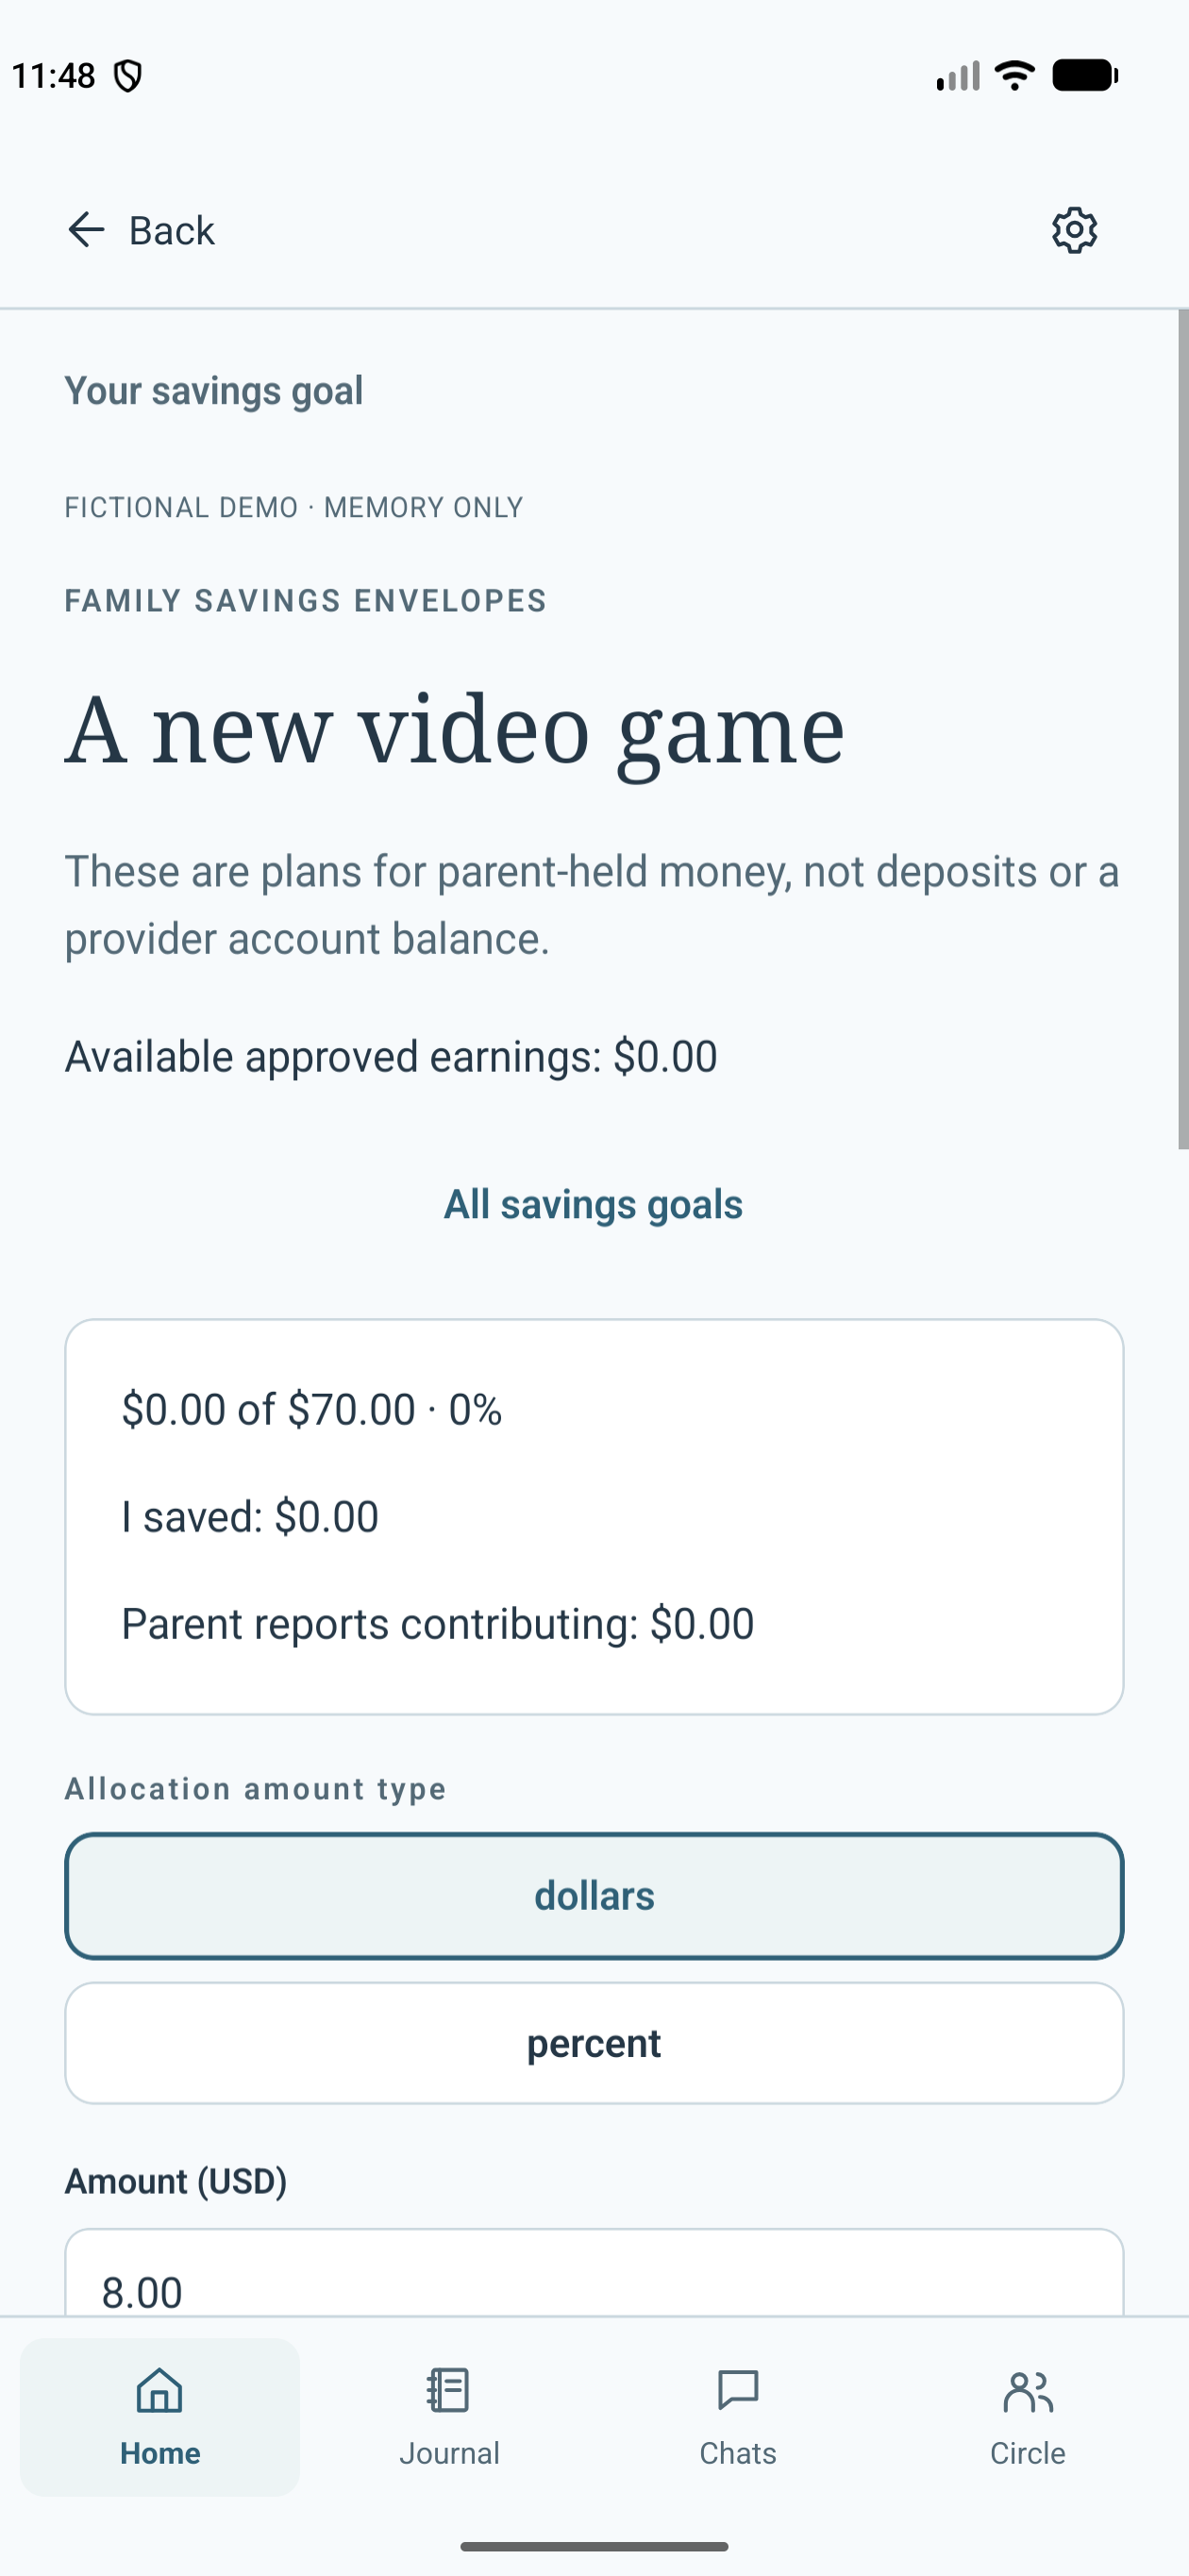 11:48
Back
Your savings goal
FICTIONAL DEMO · MEMORY ONLY
FAMILY SAVINGS ENVELOPES
A new video game
These are plans for parent-held money, not deposits or a
provider account balance.
Available approved earnings: $0.00
All savings goals
$0.00 of $70.00 · 0%
I saved: $0.00
Parent reports contributing: $0.00
Allocation amount type
dollars
percent
Amount (USD)
8.00
Home
Journal
Chats
Circle